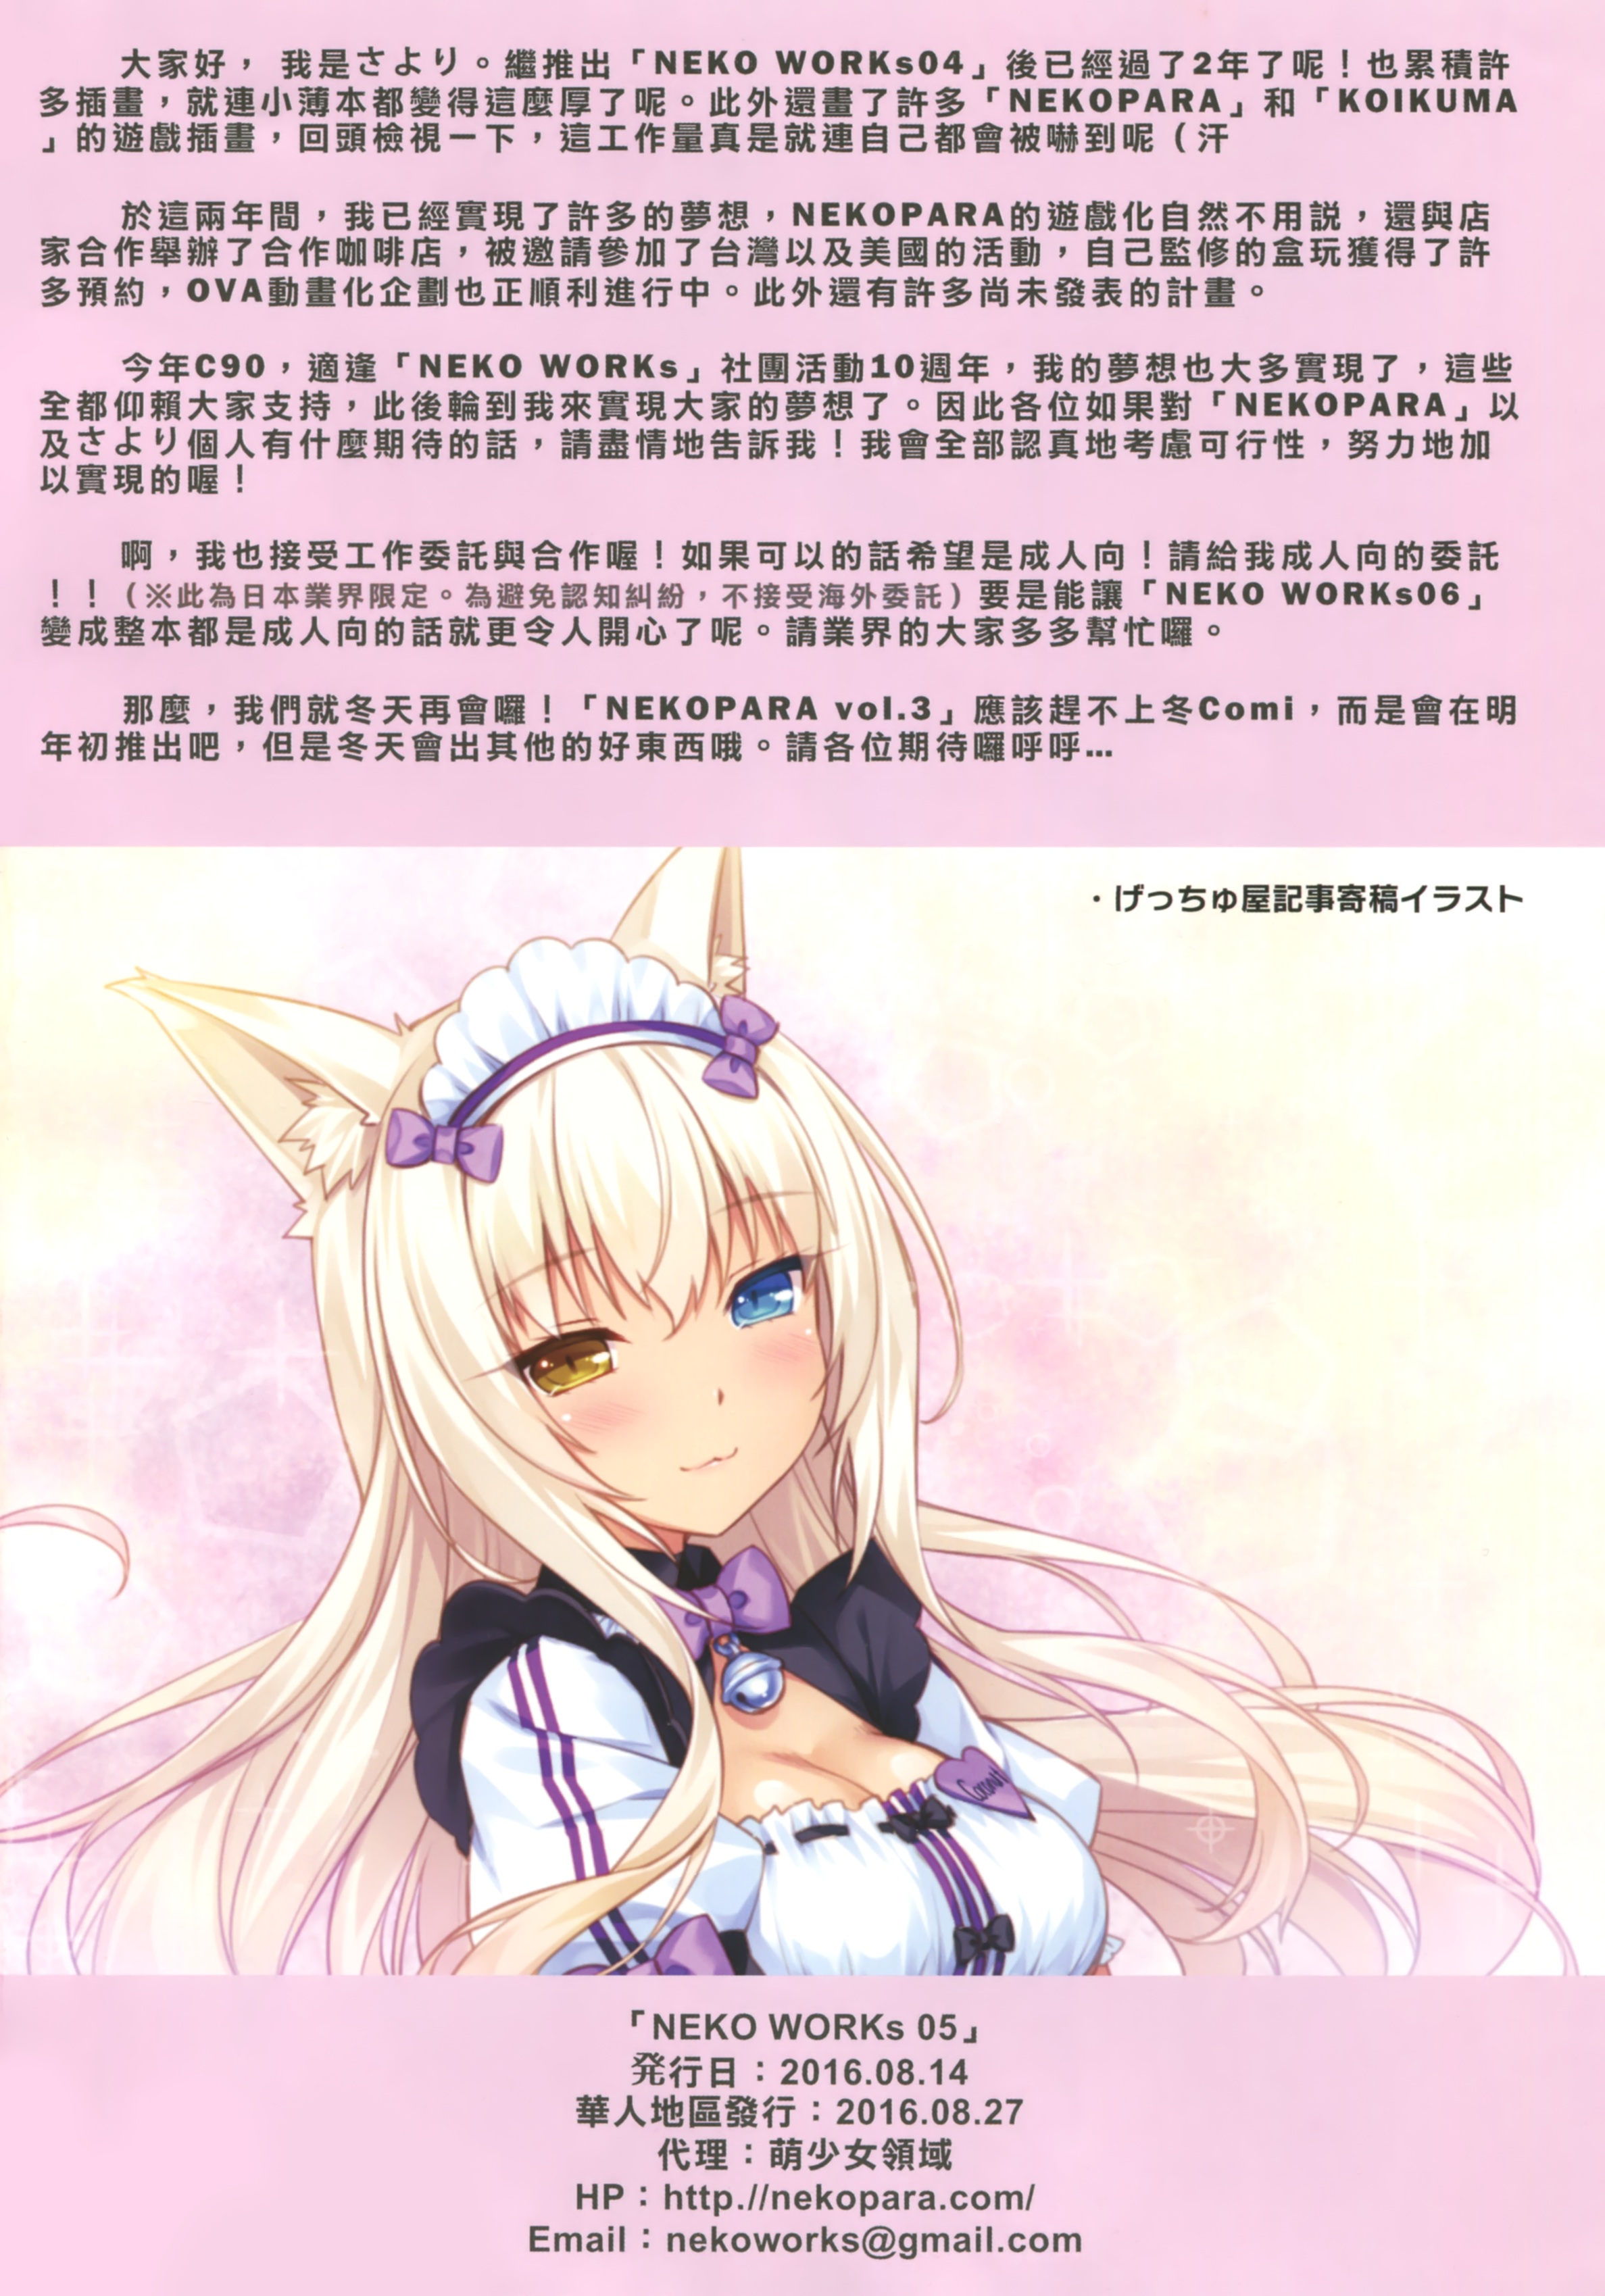 大家好，我是さより。繼推出「NEKO WORKs04」後已經過了2年了呢！也累積許
多插畫，就連小薄本都變得這麼厚了呢。此外還畫了許多「NEKOPARA」和「KOIKUMA
」的遊戲插畫，回頭檢視一下，這工作量真是就連自己都會被嚇到呢（汗
於這兩年間，我已經實現了許多的夢想，NEKOPARA的遊戲化自然不用說，還與店
家合作舉辦了合作咖啡店，被邀請參加了台灣以及美國的活動，自己監修的盒玩獲得了許
多預約，OVA動畫化企劃也正順利進行中。此外還有許多尚未發表的計畫。
今年C90，適逢「NEKO WORKs」社團活動10週年，我的夢想也大多實現了，這些
全都仰賴大家支持，此後輪到我來實現大家的夢想了。因此各位如果對「NEKOPARA」以
及さより個人有什麼期待的話，請盡情地告訴我！我會全部認真地考慮可行性，努力地加
以實現的喔！
啊，我也接受工作委託與合作喔！如果可以的話希望是成人向！請給我成人向的委託
！！（※此為日本業界限定。為避免認知糾紛，不接受海外委託）要是能讓「NEKO WORKs06」
變成整本都是成人向的話就更令人開心了呢。請業界的大家多多幫忙囉。
那麼，我們就冬天再會囉！「NEKOPARA vol.3」應該趕不上冬Comi，而是會在明
年初推出吧，但是冬天會出其他的好東西哦。請各位期待囉呼呼…
・げっちゅ屋記事寄稿イラスト
Coconut
「NEKO WORKs 05」
発行日：2016.08.14
華人地區發行：2016.08.27
代理：萌少女領域
HP：http.//nekopara.com/
Email：nekoworks@gmail.com